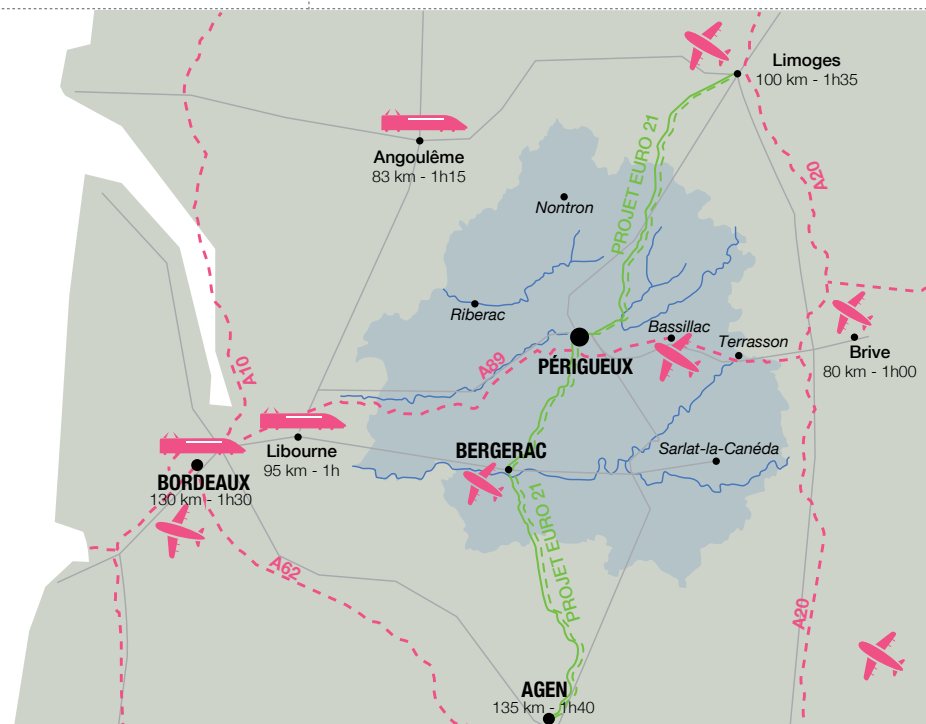 Limoges
100 km - 1h35
Angoulême
83 km - 1h15
PROJET EURO 21
A20
Nontron
Riberac
Bassillac
Terrasson
A89
PÉRIGUEUX
Brive
80 km - 1h00
A10
Libourne
95 km - 1h
BERGERAC
Sarlat-la-Canéda
BORDEAUX
130 km - 1h30
PROJET EURO 21
A62
A20
AGEN
135 km - 1h40